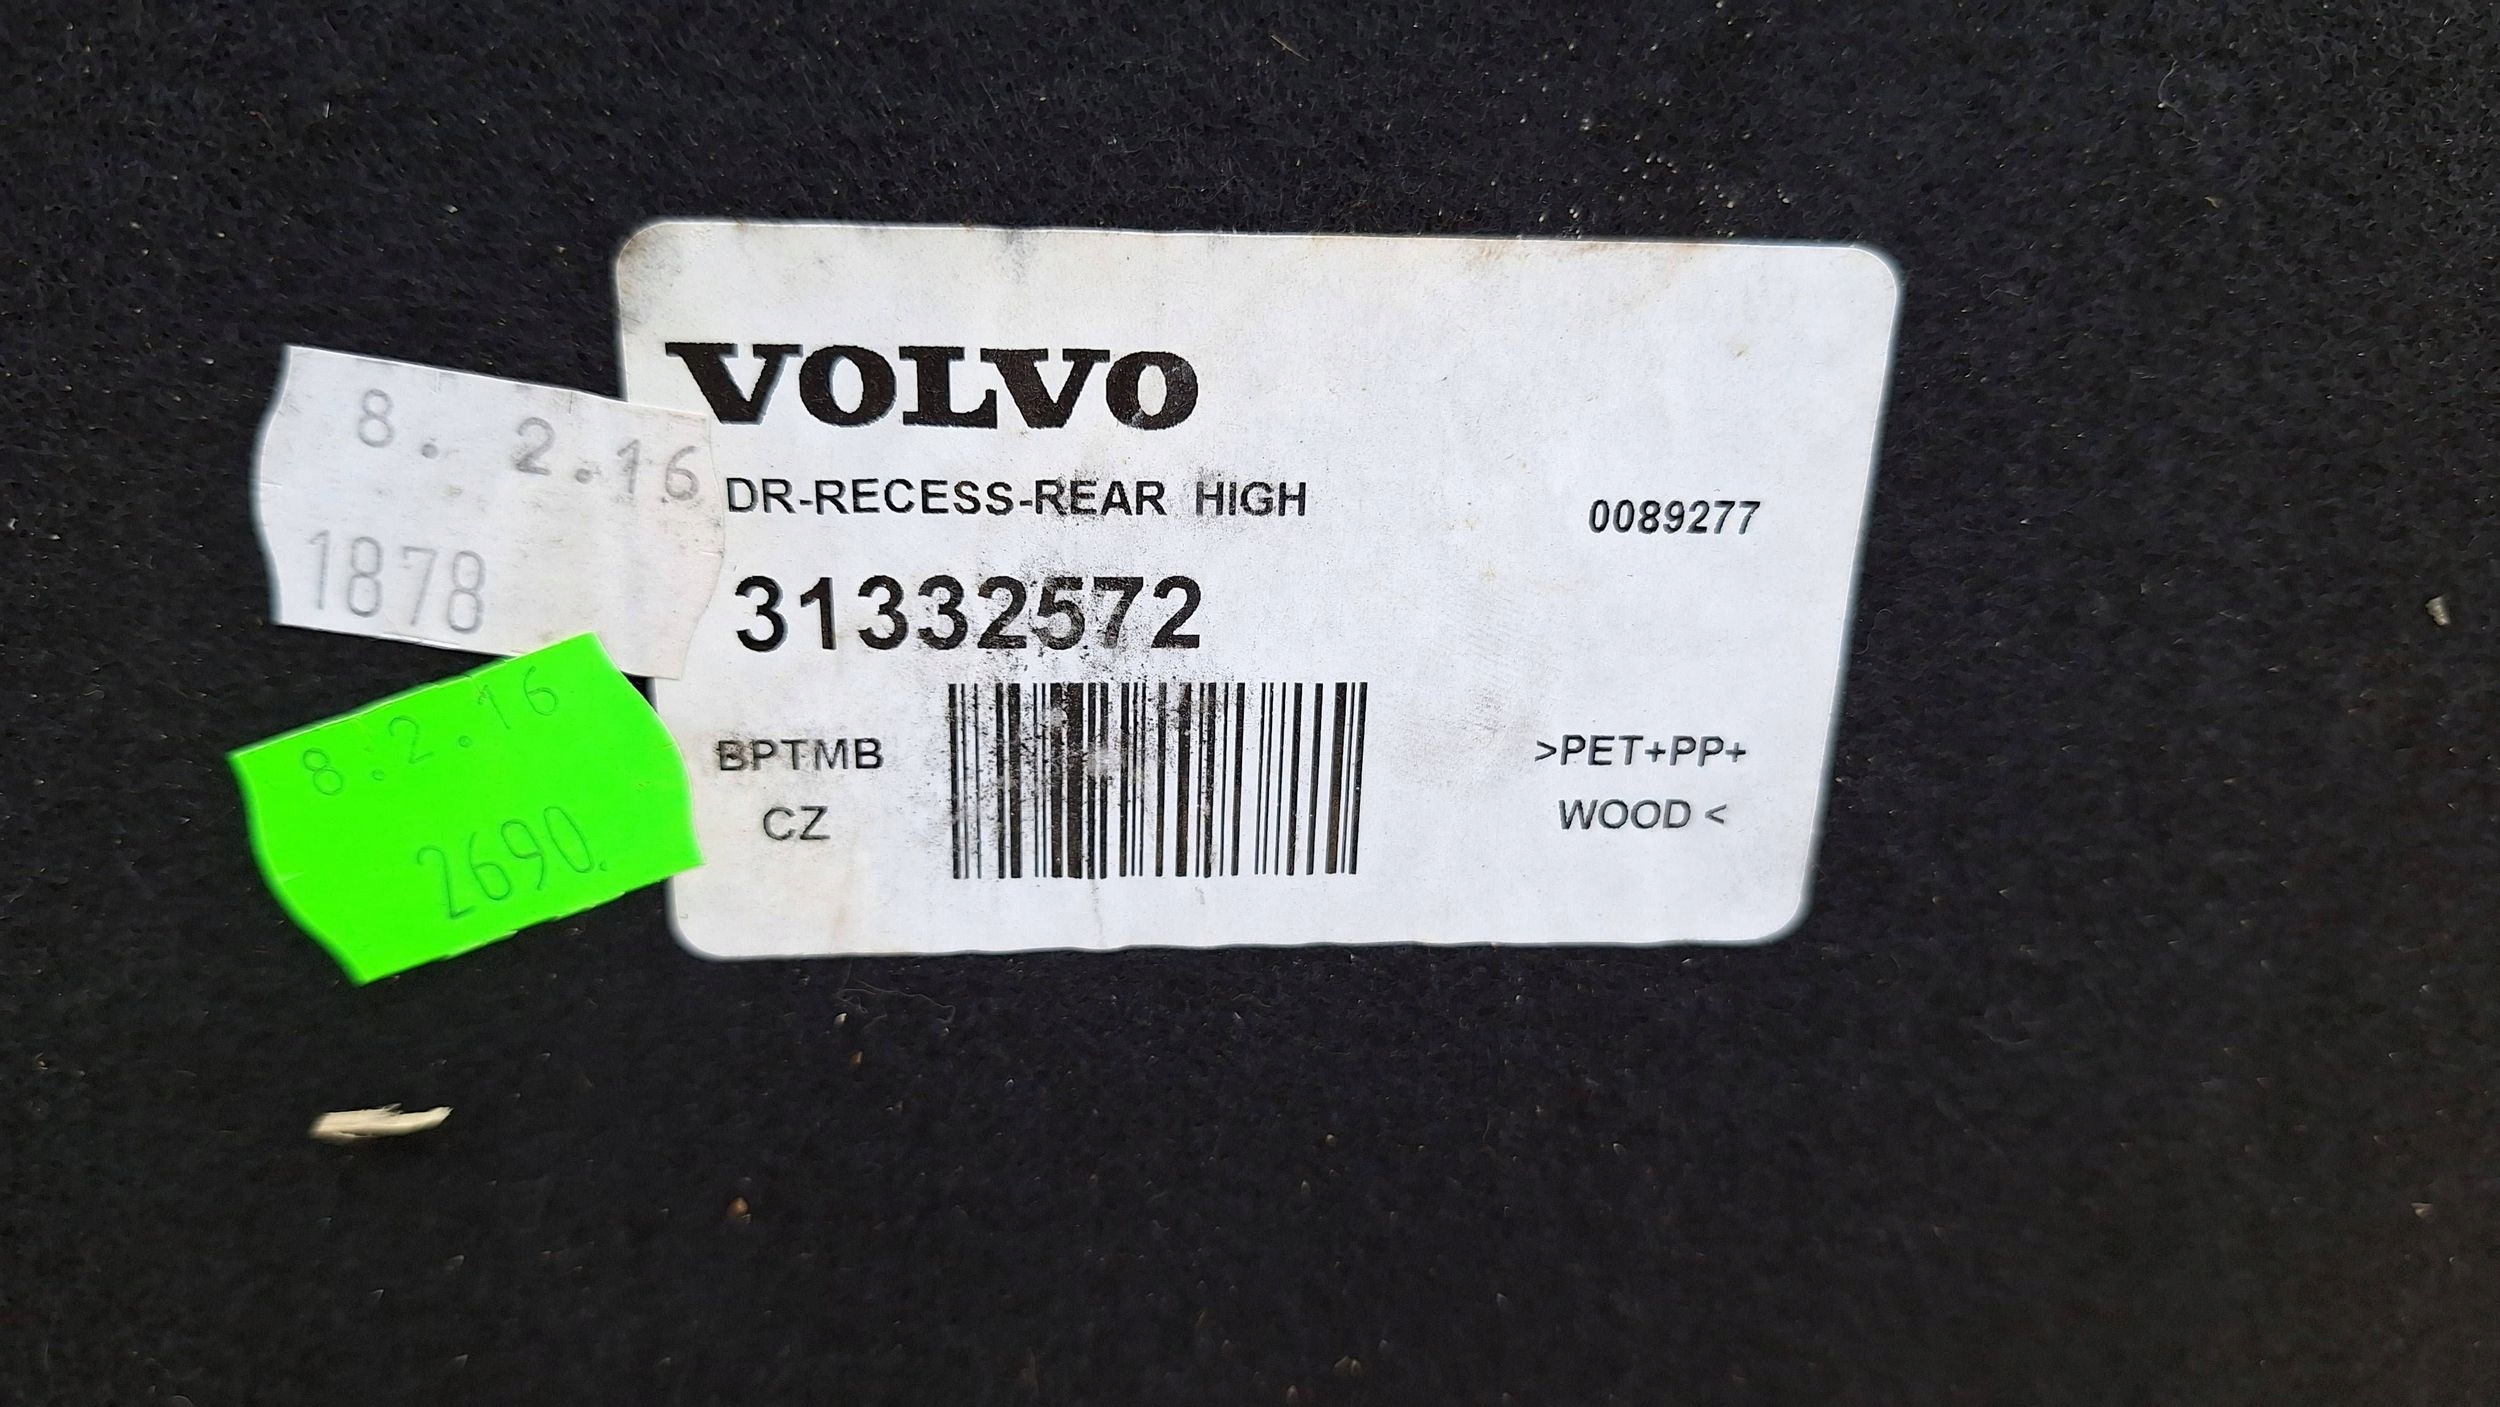 VOLVO
DR-RECESS-REAR HIGH
0089277
31332572
BPTMB
CZ
>PET+PP+
WOOD <
8. 2.16
1878
8.2.16
2690.